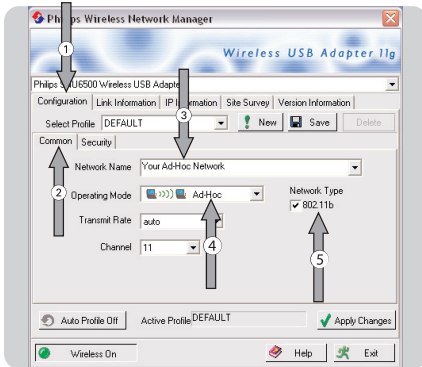 Philips Wireless Network Manager
1
Wireless USB Adapter 11g
Philips SNU6500 Wireless USB Adapter
Configuration Link Information IP Information Site Survey Version Information
3
Select Profile DEFAULT New Save Delete
Common Security
Network Name Your Ad-Hoc Network
2 Operating Mode Ad-Hoc Network Type
802.11b
Transmit Rate auto
4
Channel 11
5
Auto Profile Off Active Profile DEFAULT Apply Changes
Wireless On Help Exit